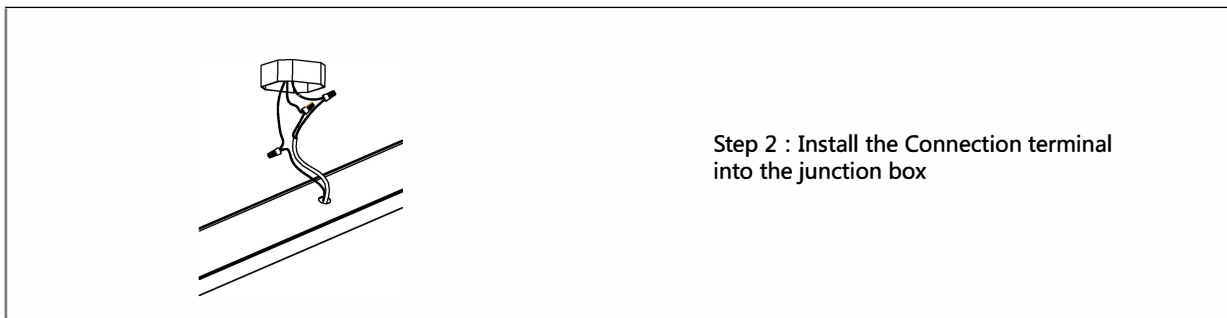 Step 2 : Install the Connection terminal
into the junction box